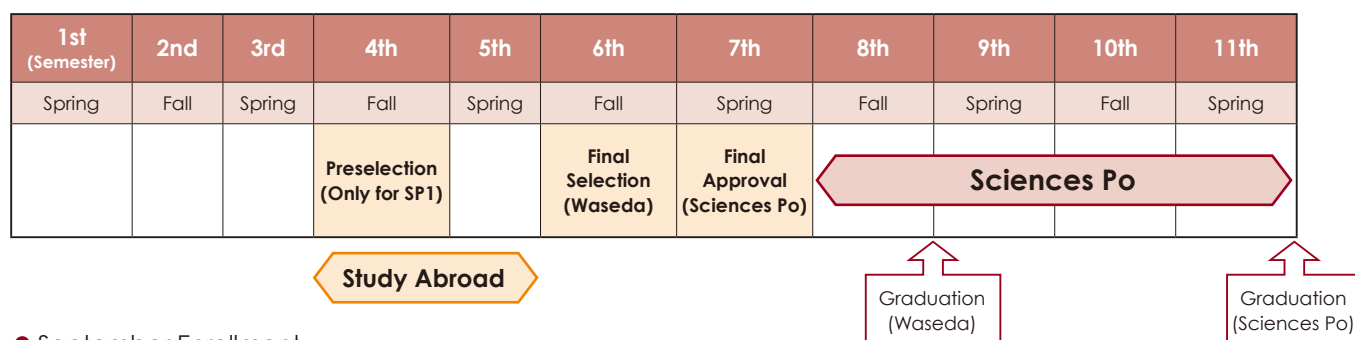 1st 2nd 3rd 4th 5th 6th 7th 8th 9th 10th 11th
(Semester)
Spring Fall Spring Fall Spring Fall Spring Fall Spring Fall Spring
Preselection
(Only for SP1)
Final
Selection
(Waseda)
Final
Approval
(Sciences Po)
Sciences Po
Study Abroad
Graduation
(Waseda)
Graduation
(Sciences Po)
● September Enrollment